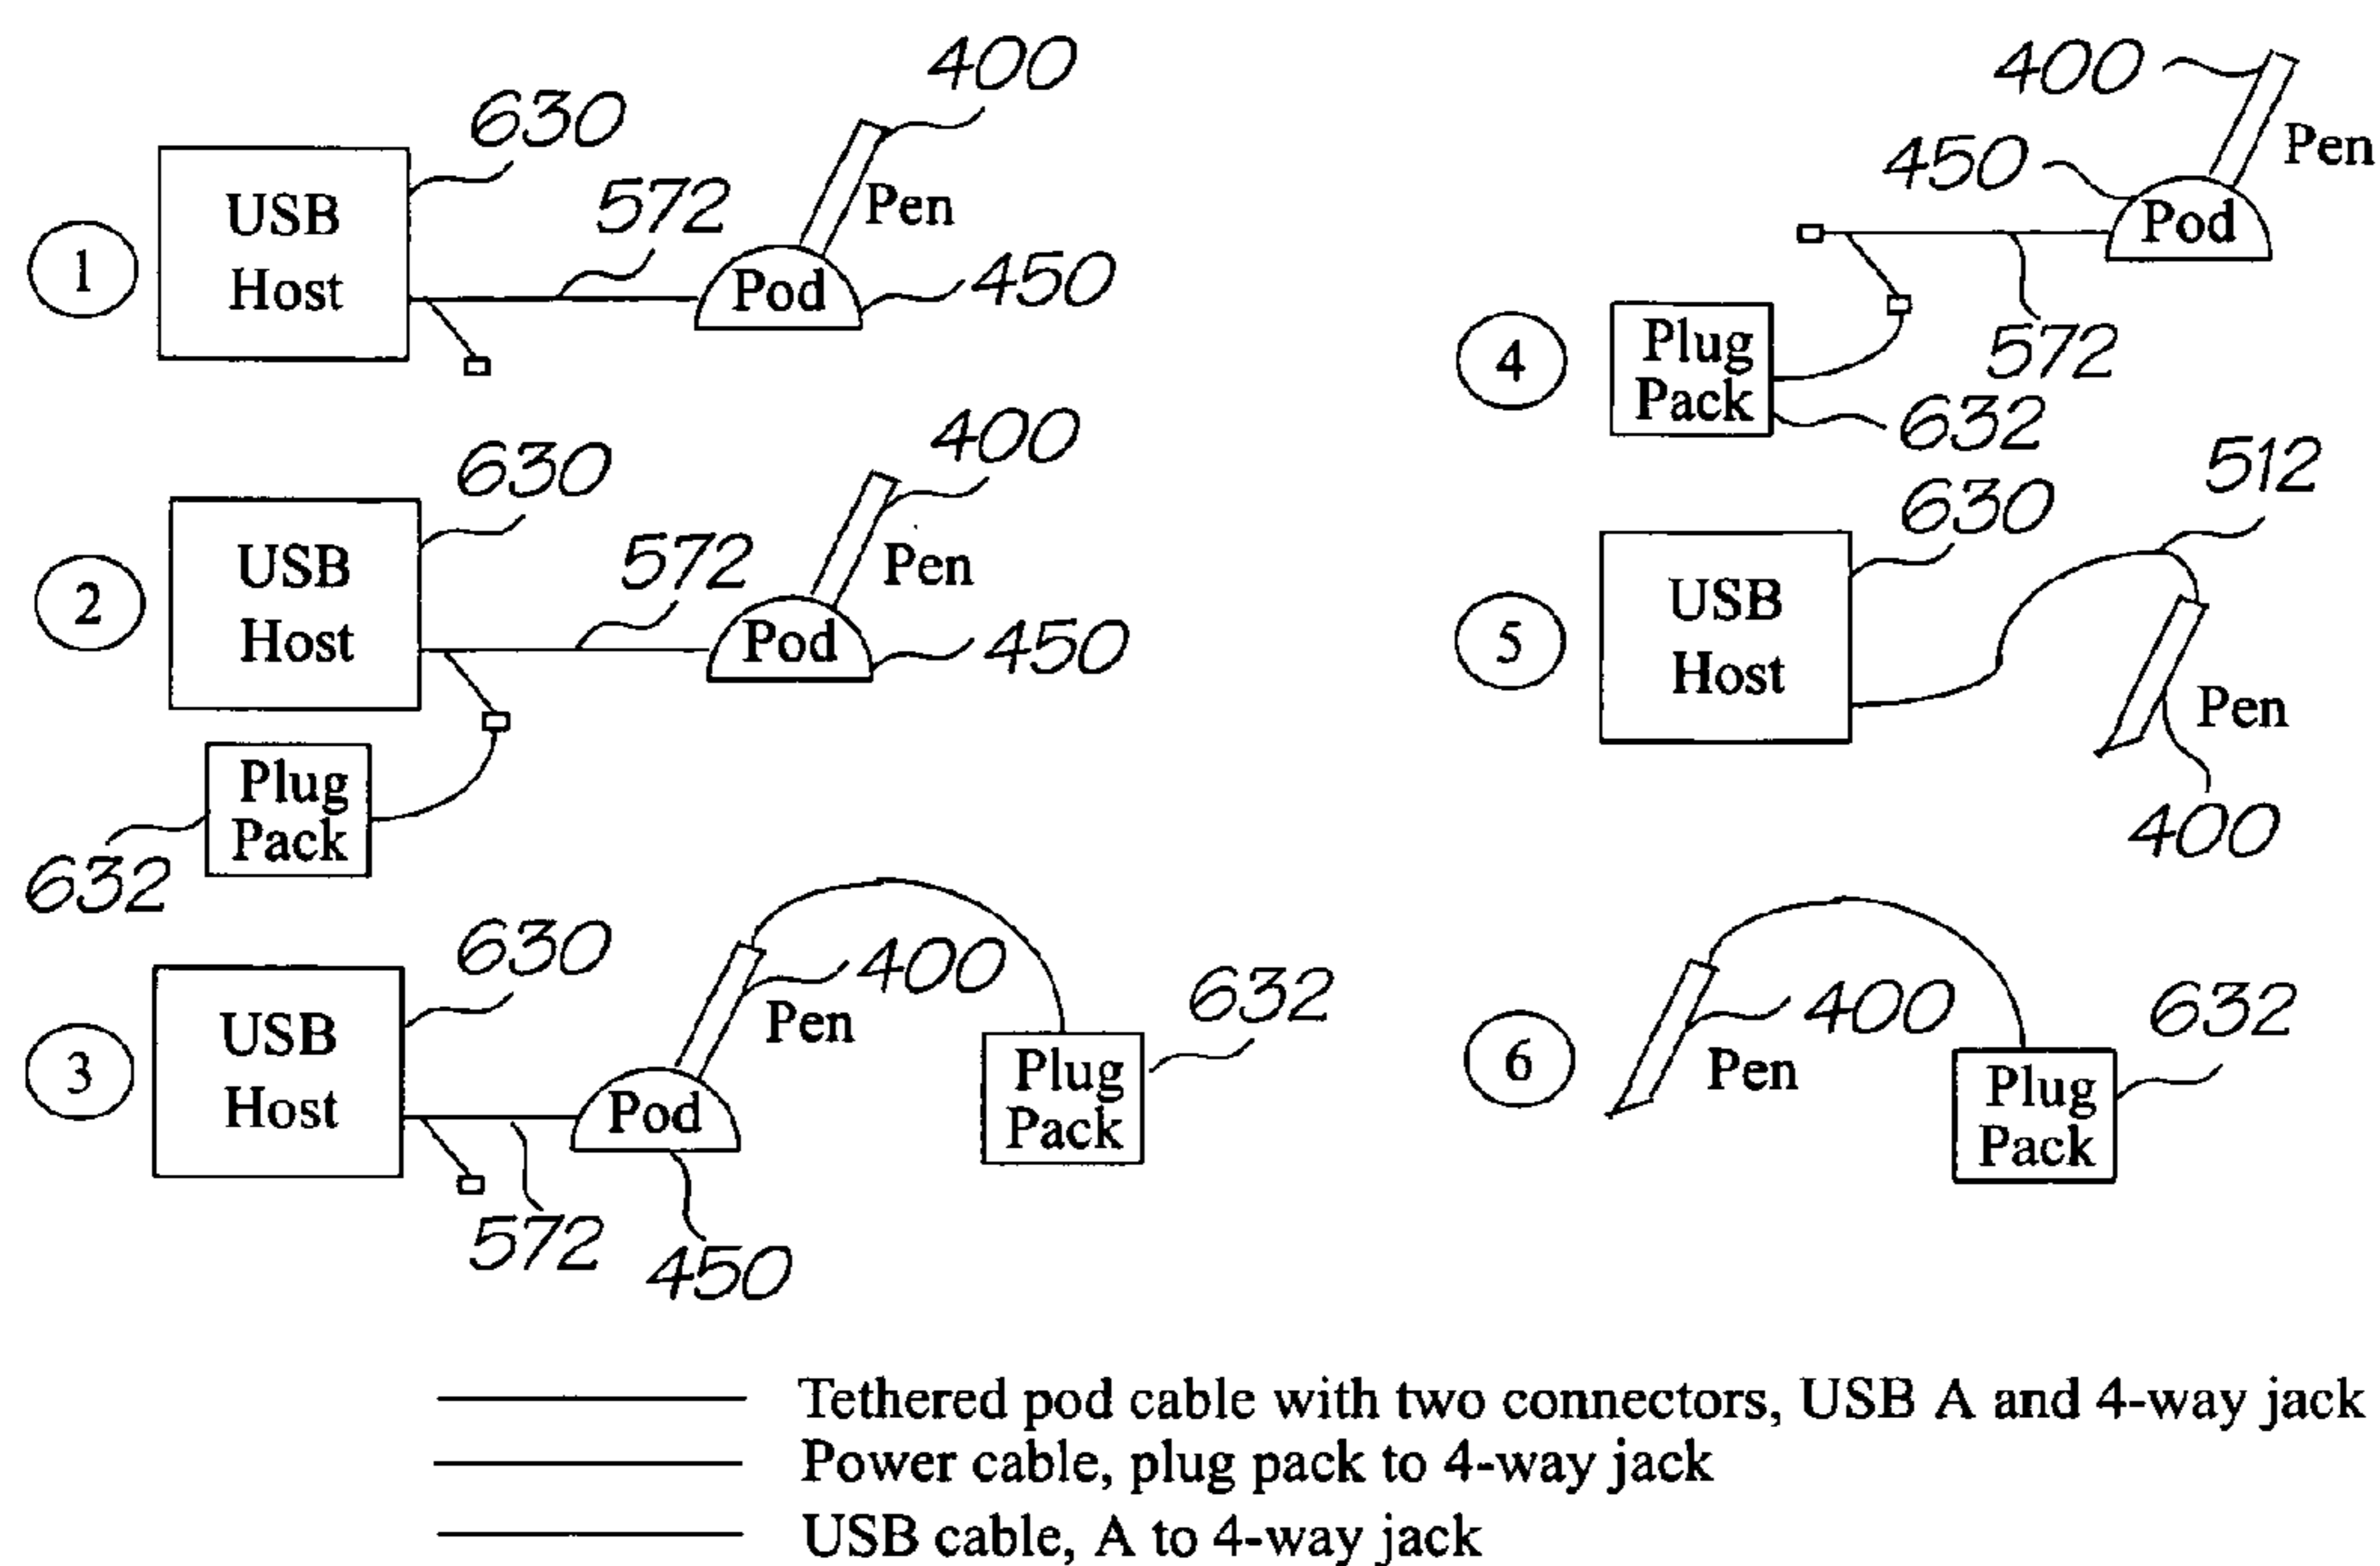 1
USB
Host
630
572
400
Pen
Pod
450
2
USB
Host
630
572
400
Pen
Pod
450
Plug
Pack
632
3
USB
Host
630
572
400
Pen
Pod
450
Plug
Pack
632
4
400
Pen
450
Pod
572
Plug
Pack
632
5
USB
Host
630
512
Pen
400
6
400
Pen
Plug
Pack
632
Tethered pod cable with two connectors, USB A and 4-way jack
Power cable, plug pack to 4-way jack
USB cable, A to 4-way jack